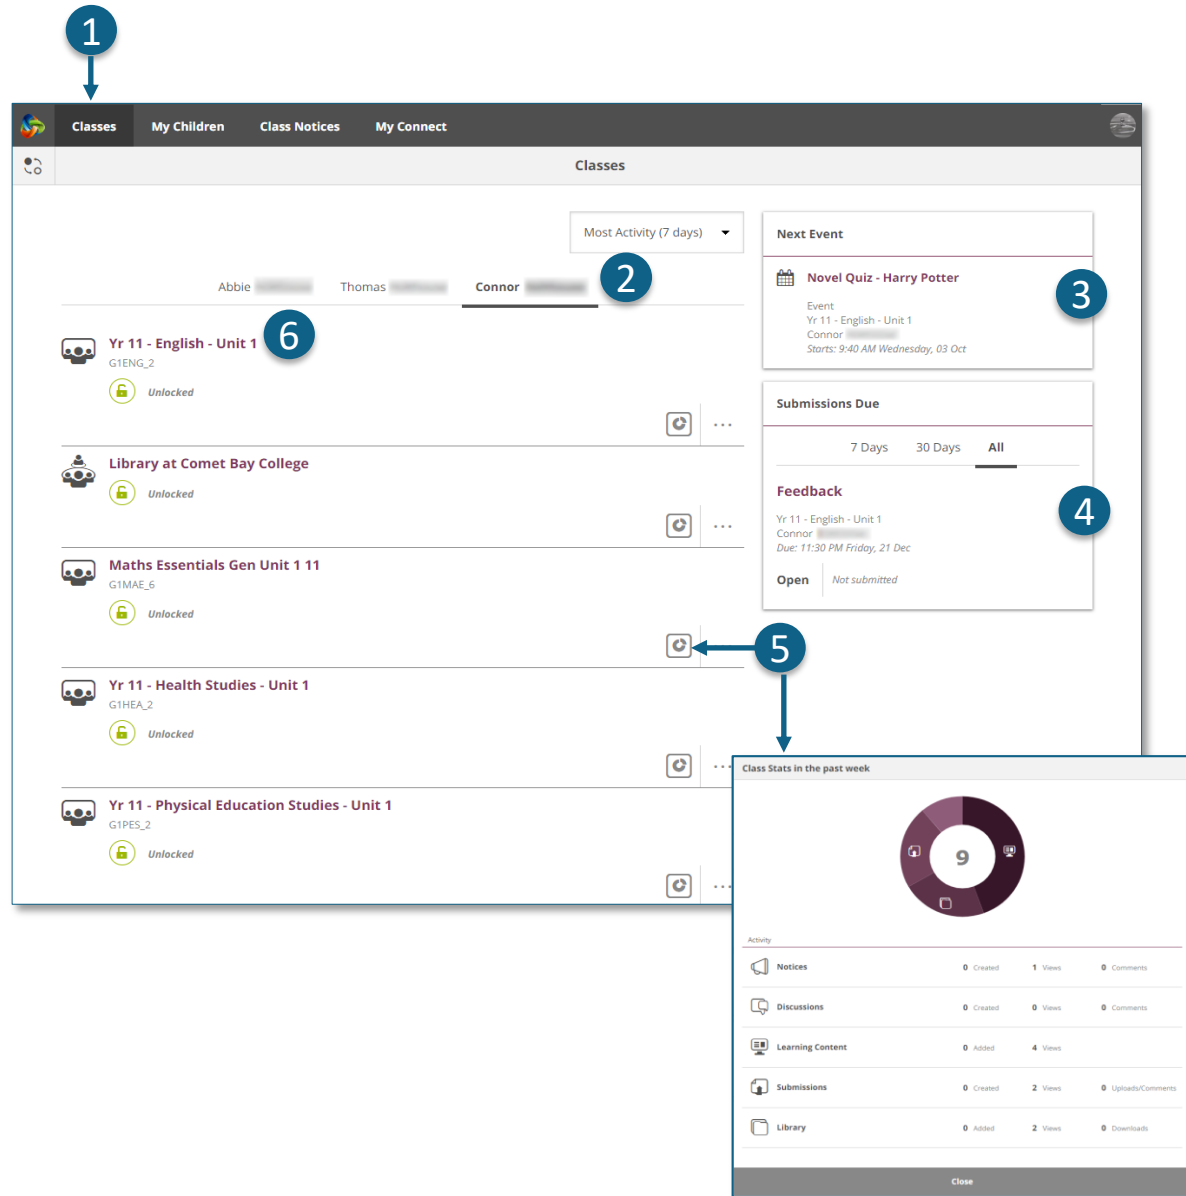 1
Classes My Children Class Notices My Connect
Classes
Most Activity (7 days)
Abbie Thomas Connor
2
6
Yr 11 - English - Unit 1
G1ENG_2
Unlocked
...
Library at Comet Bay College
Unlocked
...
Maths Essentials Gen Unit 1 11
G1MAE_6
Unlocked
Yr 11 - Health Studies - Unit 1
G1HEA_2
Unlocked
...
Yr 11 - Physical Education Studies - Unit 1
G1PES_2
Unlocked
...
Next Event
Novel Quiz - Harry Potter
3
Event
Yr 11 - English - Unit 1
Connor
Starts: 9:40 AM Wednesday, 03 Oct
Submissions Due
7 Days 30 Days All
Feedback
4
Yr 11 - English - Unit 1
Connor
Due: 11:30 PM Friday, 21 Dec
Open Not submitted
5
Class Stats in the past week
9
Activity
Notices 0 Created 1 Views 0 Comments
Discussions 0 Created 0 Views 0 Comments
Learning Content 0 Added 4 Views
Submissions 0 Created 2 Views 0 Uploads/Comments
Library 0 Added 2 Views 0 Downloads
Close